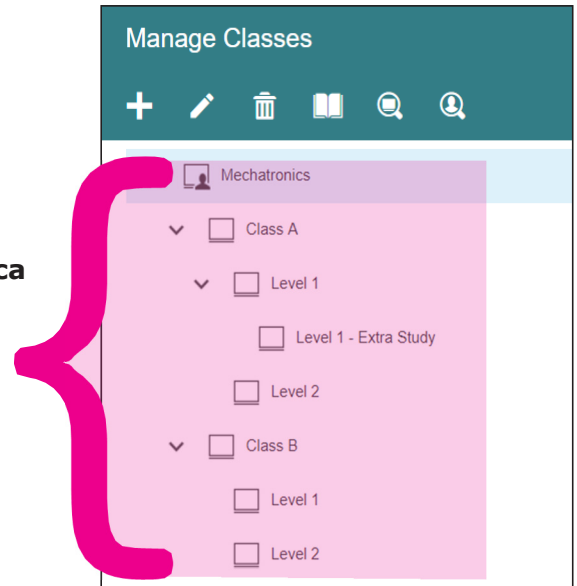 Manage Classes
Mechatronics
Class A
ca
Level 1
Level 1 - Extra Study
Level 2
Class B
Level 1
Level 2